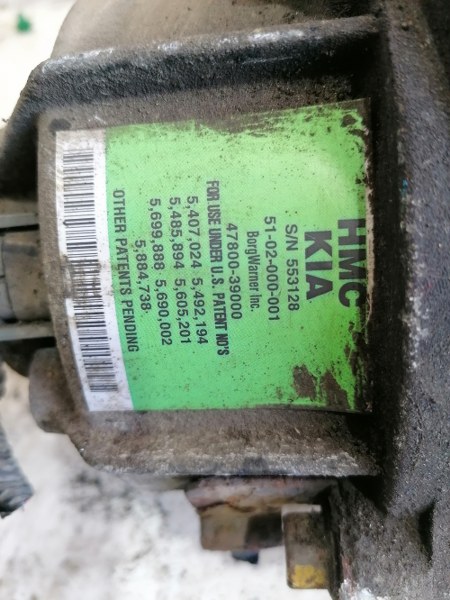 HMC
KIA
S/N 553128
51-02-000-001
BorgWarner Inc.
47800-39000
FOR USE UNDER U.S. PATENT NO'S
5,407,024 5,492,194
5,485,894 5,605,201
5,699,888 5,690,002
5,884,738
OTHER PATENTS PENDING